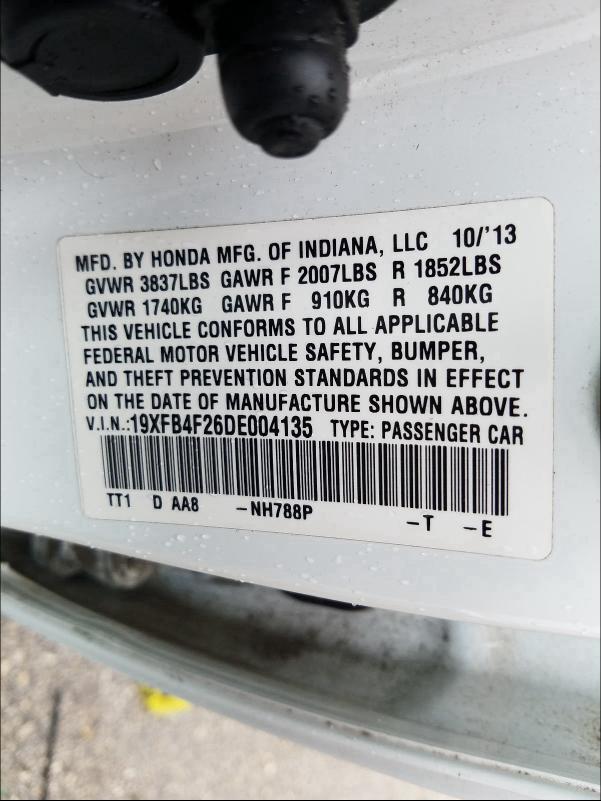 MFD. BY HONDA MFG. OF INDIANA, LLC 10/'13
GVWR 3837LBS GAWR F 2007LBS R 1852LBS
GVWR 1740KG GAWR F 910KG R 840KG
THIS VEHICLE CONFORMS TO ALL APPLICABLE
FEDERAL MOTOR VEHICLE SAFETY, BUMPER,
AND THEFT PREVENTION STANDARDS IN EFFECT
ON THE DATE OF MANUFACTURE SHOWN ABOVE.
V.I.N.:19XFB4F26DE004135 TYPE: PASSENGER CAR
TT1 D AA8 -NH788P -T -E